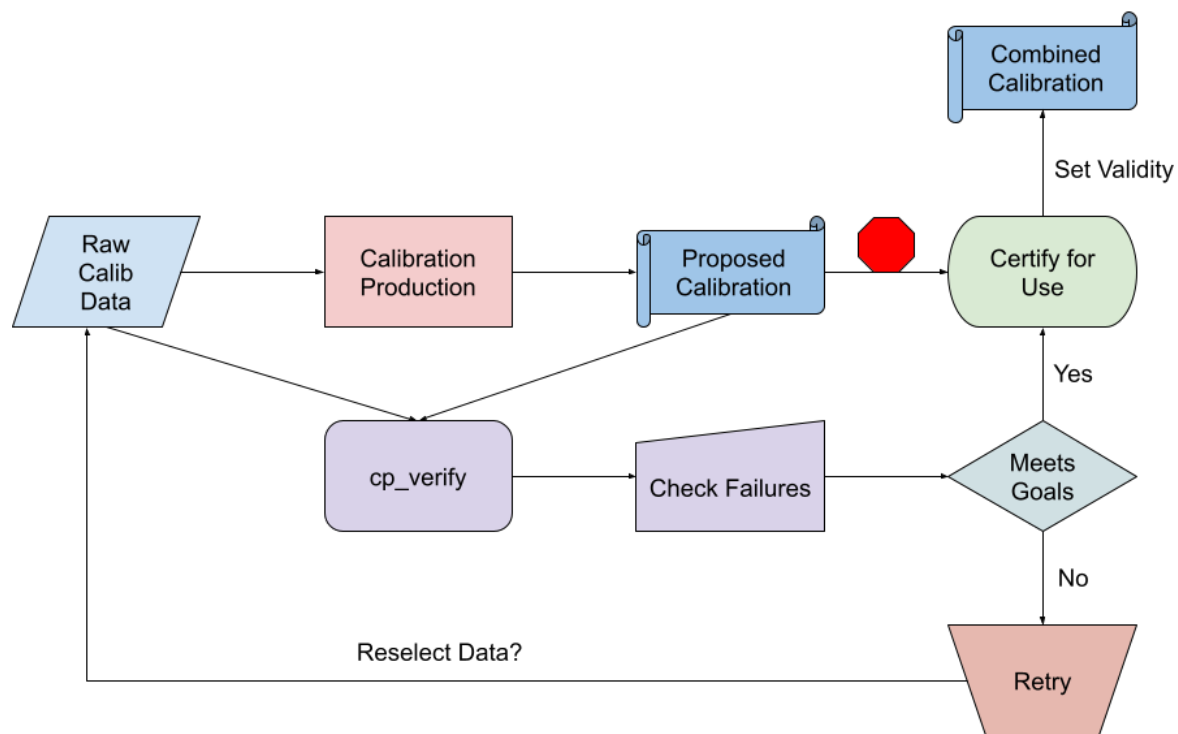 Combined
Calibration
Set Validity
Raw
Calib
Data
Calibration
Production
Proposed
Calibration
Certify for
Use
Yes
cp_verify
Check Failures
Meets
Goals
No
Reselect Data?
Retry